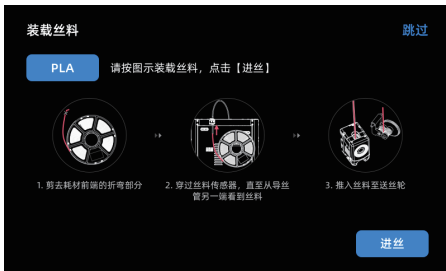 装载丝料
跳过
PLA
请按图示装载丝料，点击【进丝】
1. 剪去耗材前端的折弯部分
2. 穿过丝料传感器，直至从导丝
管另一端看到丝料
3. 推入丝料至送丝轮
进丝